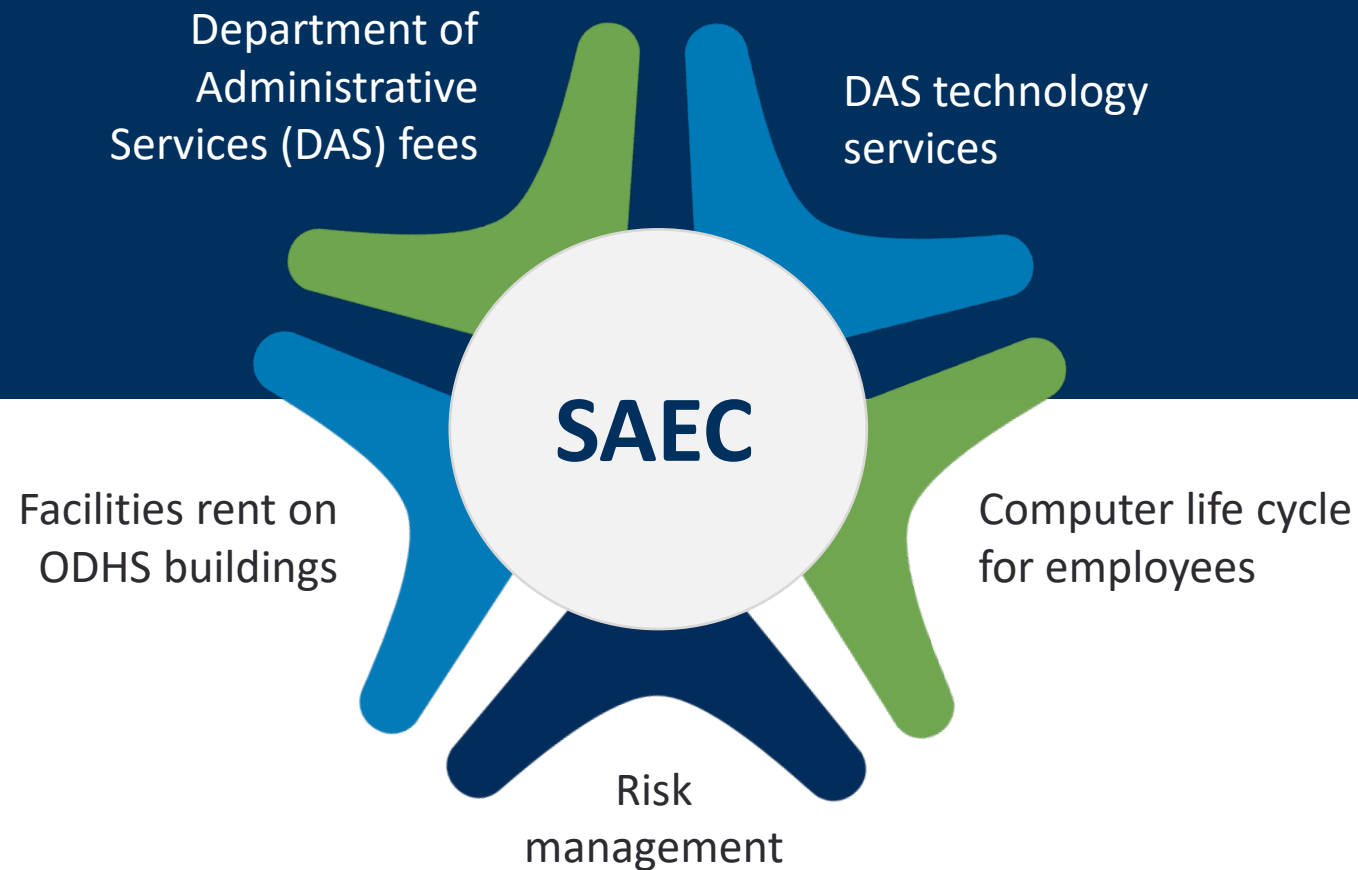 Department of
Administrative
Services (DAS) fees
DAS technology
services
SAEC
Facilities rent on
ODHS buildings
Computer life cycle
for employees
Risk
management